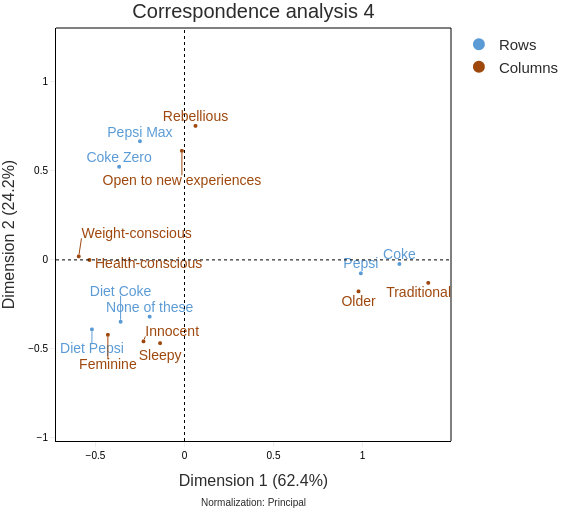 Correspondence analysis 4
Rows
Columns
1
Rebellious
Pepsi Max
Coke Zero
0.5
Open to new experiences
Weight-conscious
Coke
0
Health-conscious
Pepsi
Dimension 2 (24.2%)
Diet Coke
Traditional
Older
None of these
Innocent
−0.5
Diet Pepsi
Sleepy
Feminine
−1
−0.5
0
0.5
1
Dimension 1 (62.4%)
Normalization: Principal